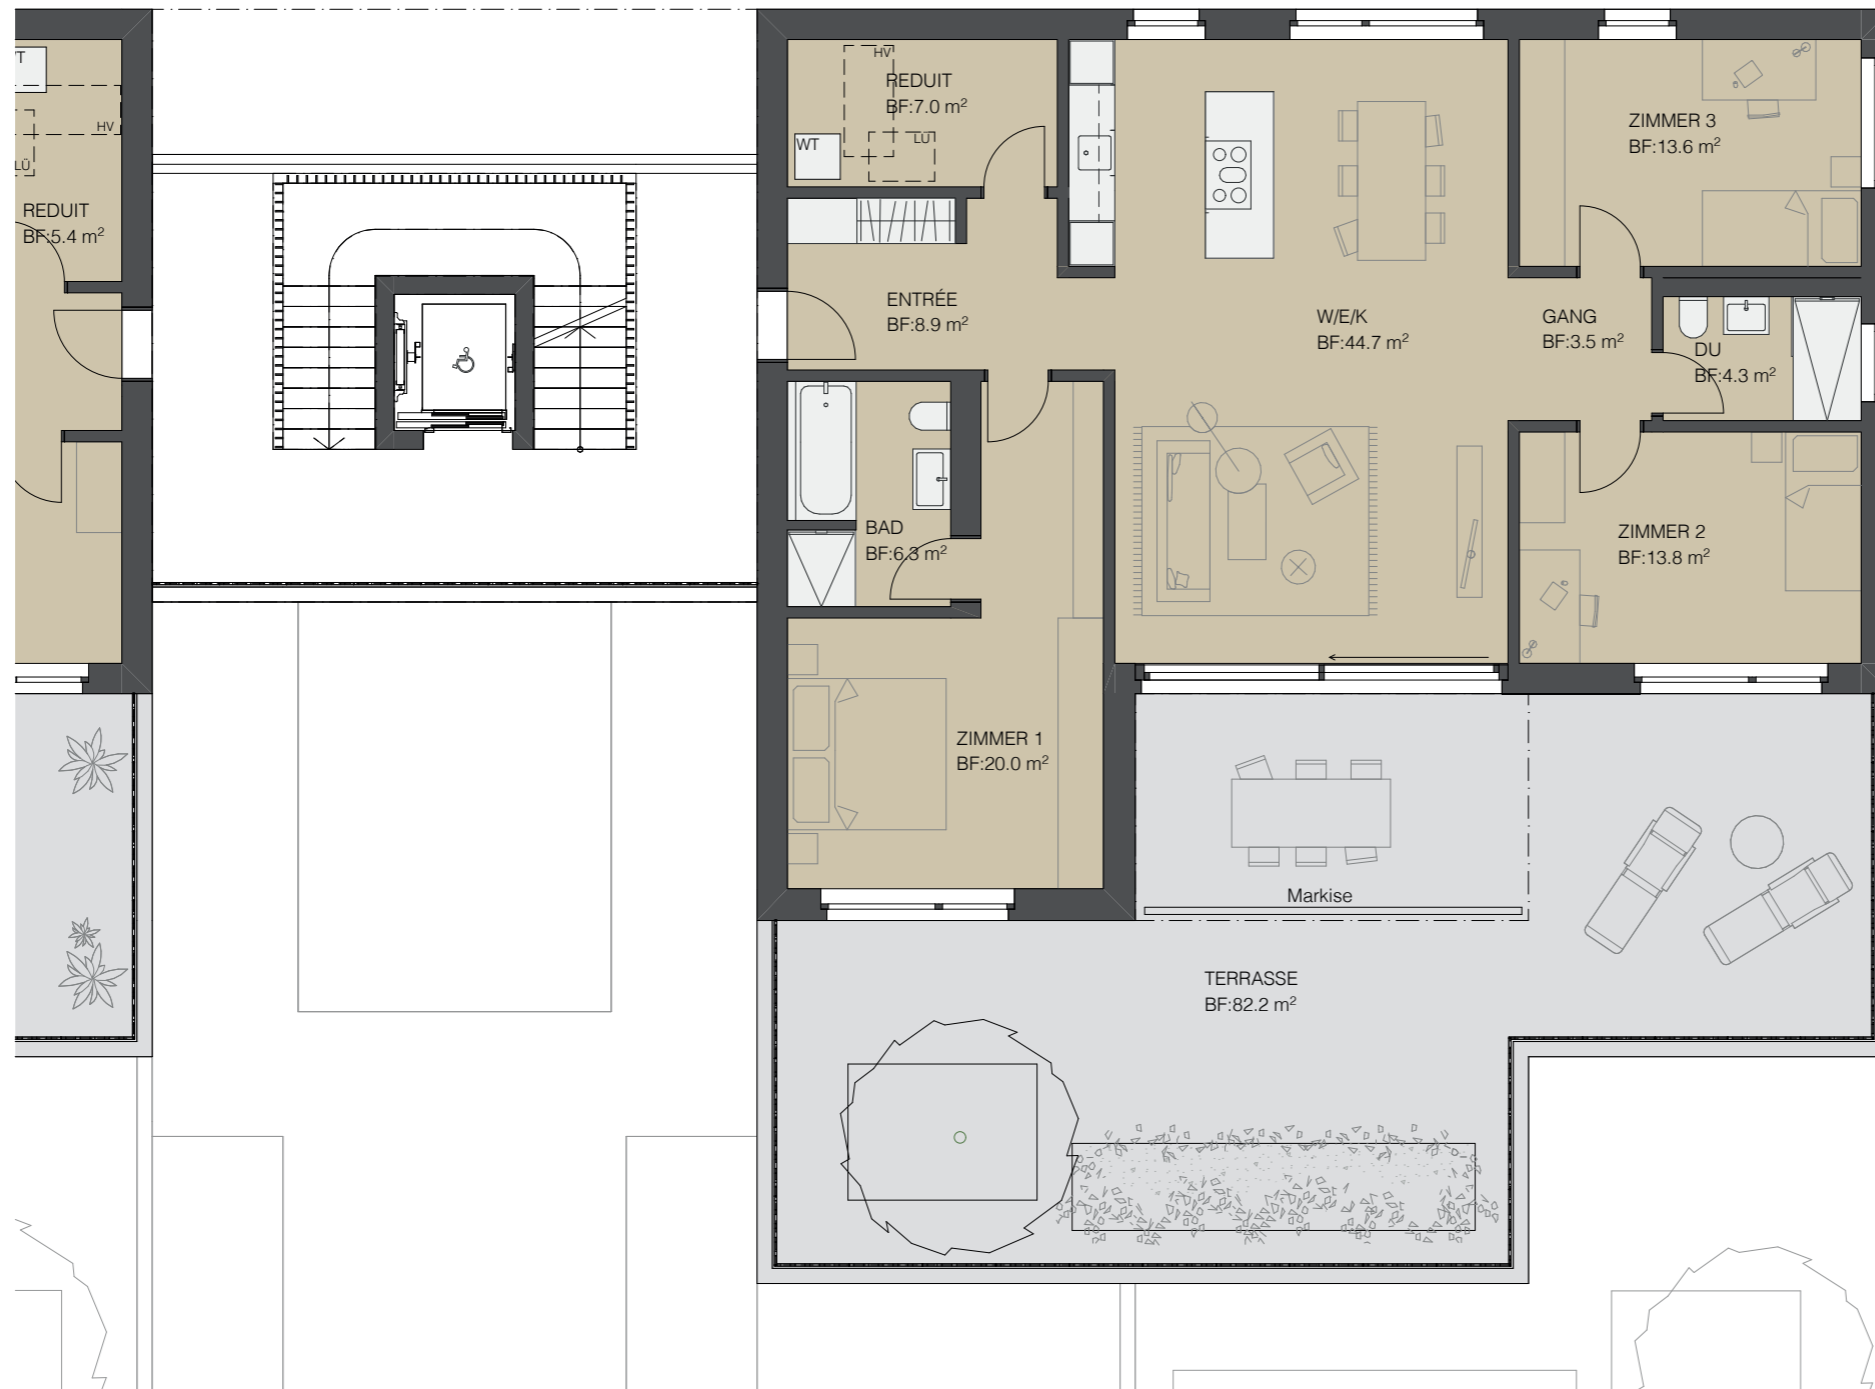 T
HV
LÜ
REDUIT
BF:5.4 m²
HV
REDUIT
BF:7.0 m²
WT
LÜ
ENTRÉE
BF:8.9 m²
W/E/K
BF:44.7 m²
ZIMMER 3
BF:13.6 m²
GANG
BF:3.5 m²
DU
BF:4.3 m²
BAD
BF:6.3 m²
ZIMMER 2
BF:13.8 m²
ZIMMER 1
BF:20.0 m²
Markise
TERRASSE
BF:82.2 m²